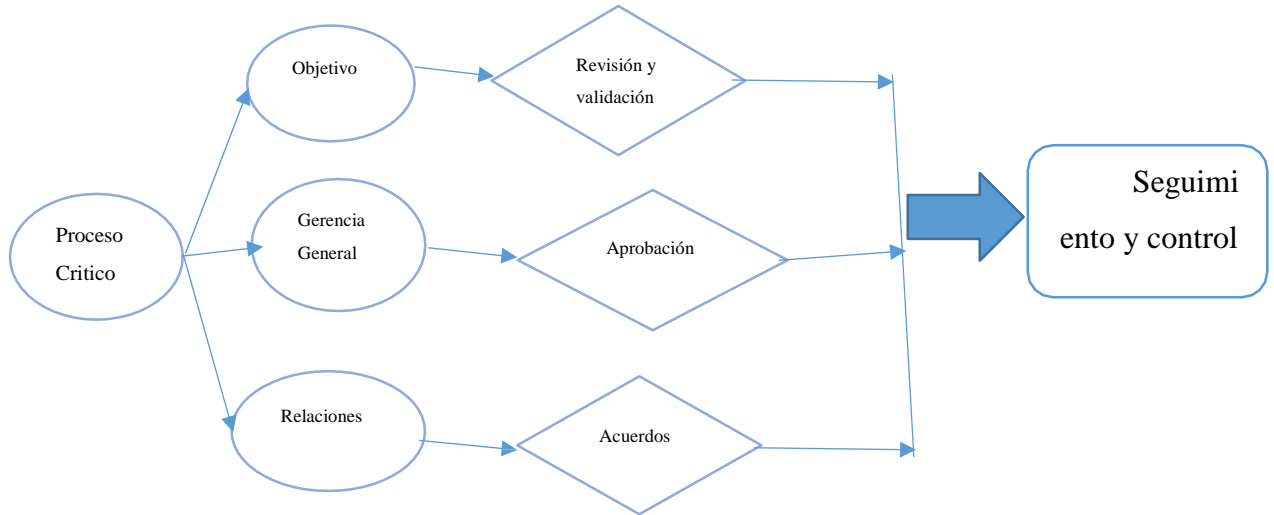 Objetivo
Revisión y
validación
Proceso
Critico
Gerencia
General
Aprobación
Seguimi
ento y control
Relaciones
Acuerdos